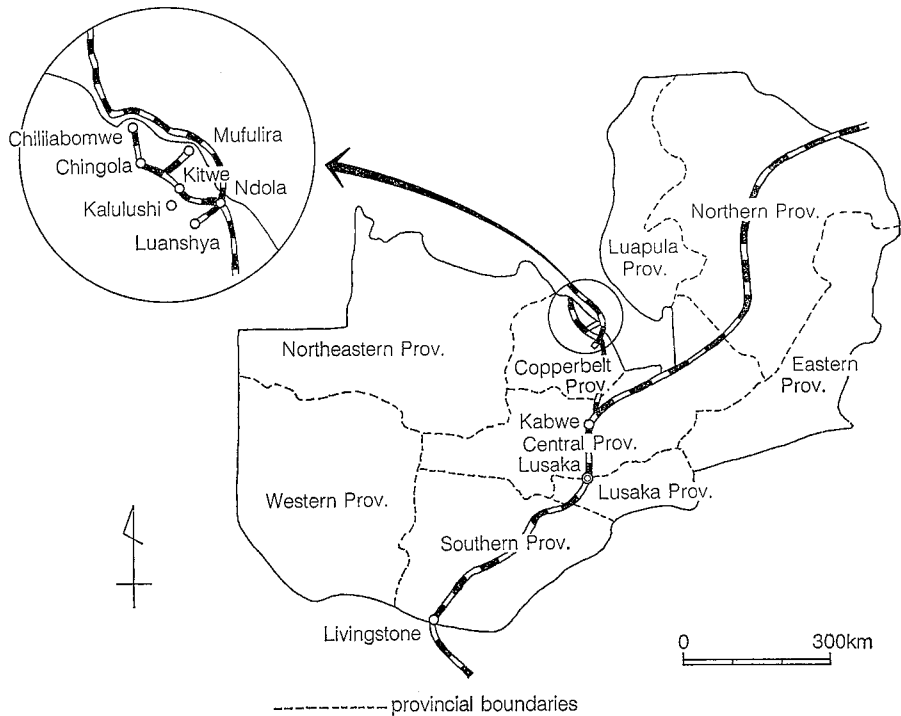 Chililabomwe
Mufulira
Chingola
Kitwe
Ndola
Kalulushi
Luanshya
Northern Prov.
Luapula
Prov.
Northeastern Prov.
Copperbelt
Prov.
Eastern
Prov.
Kabwe
Central Prov.
Lusaka
Lusaka Prov.
Western Prov.
Southern Prov.
Livingstone
0 300km
provincial boundaries